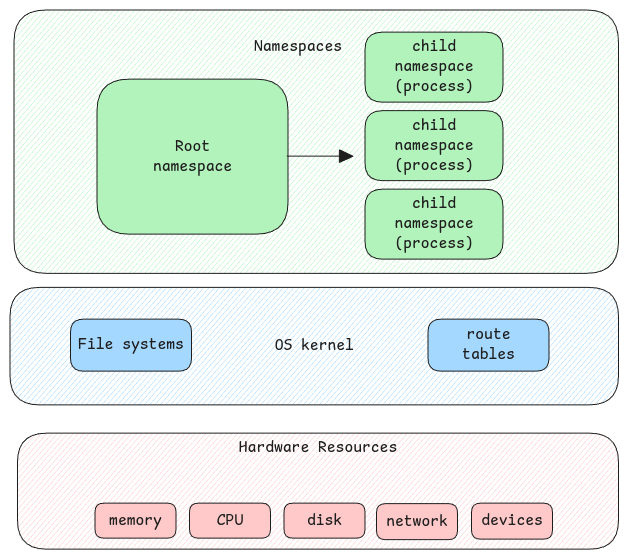 Namespaces
child
namespace
(process)
Root
namespace
child
namespace
(process)
child
namespace
(process)
File systems
OS kernel
route
tables
Hardware Resources
memory
CPU
disk
network
devices